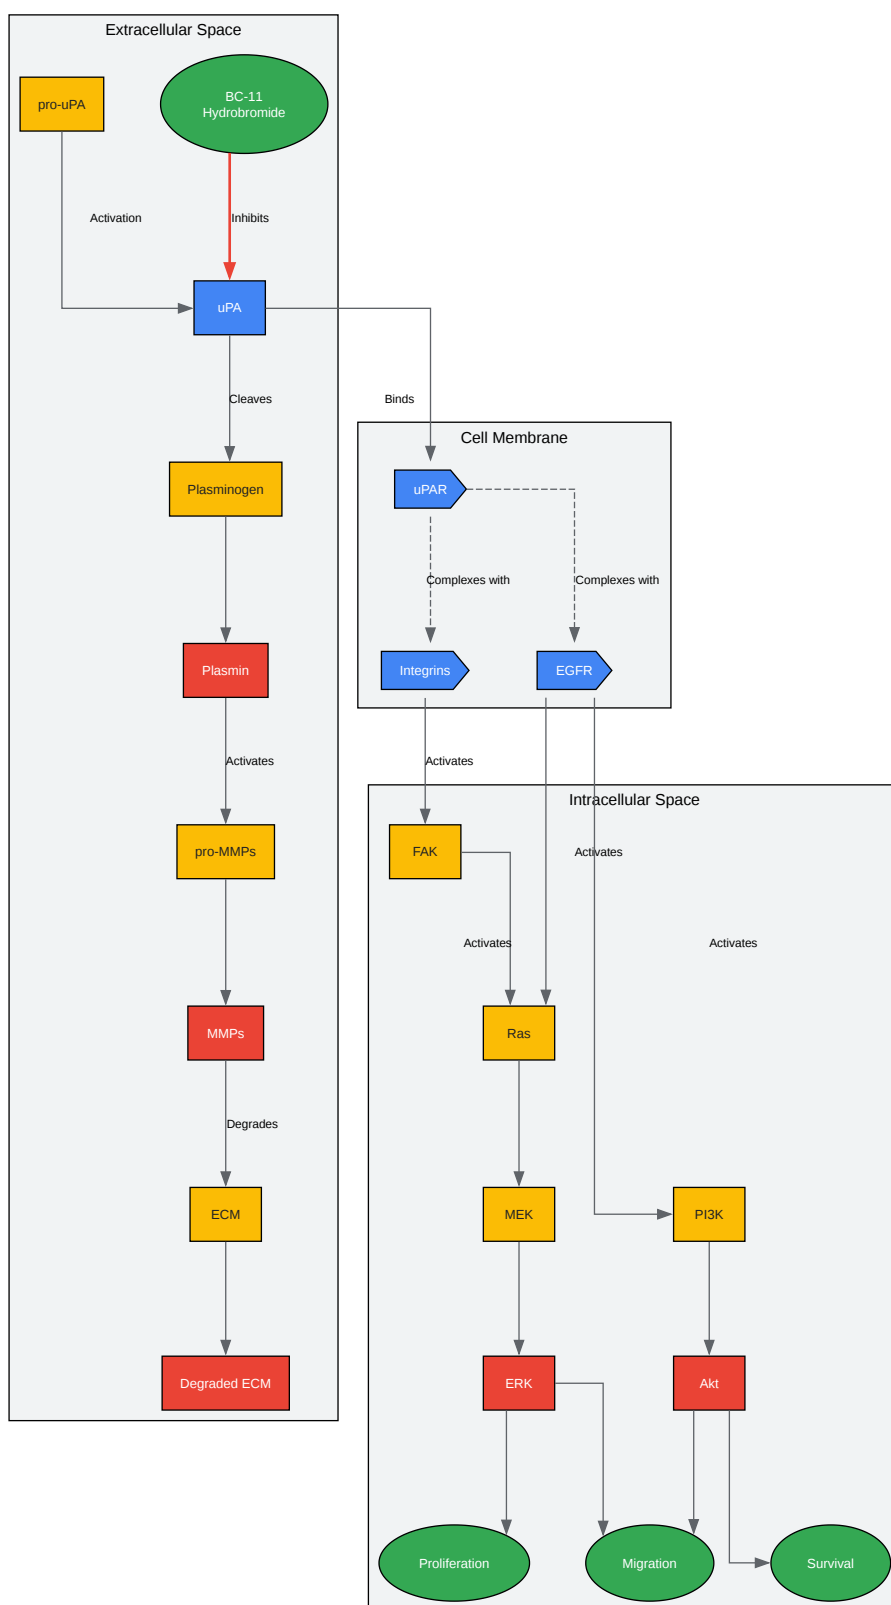 Extracellular Space
pro-uPA
BC-11
Hydrobromide
Activation
Inhibits
uPA
Cleaves
Binds
Plasminogen
Cell Membrane
uPAR
Complexes with
Complexes with
Plasmin
Integrins
EGFR
Activates
Activates
Intracellular Space
pro-MMPs
FAK
Activates
Activates
Activates
MMPs
Ras
Degrades
ECM
MEK
PI3K
Degraded ECM
ERK
Akt
Proliferation
Migration
Survival